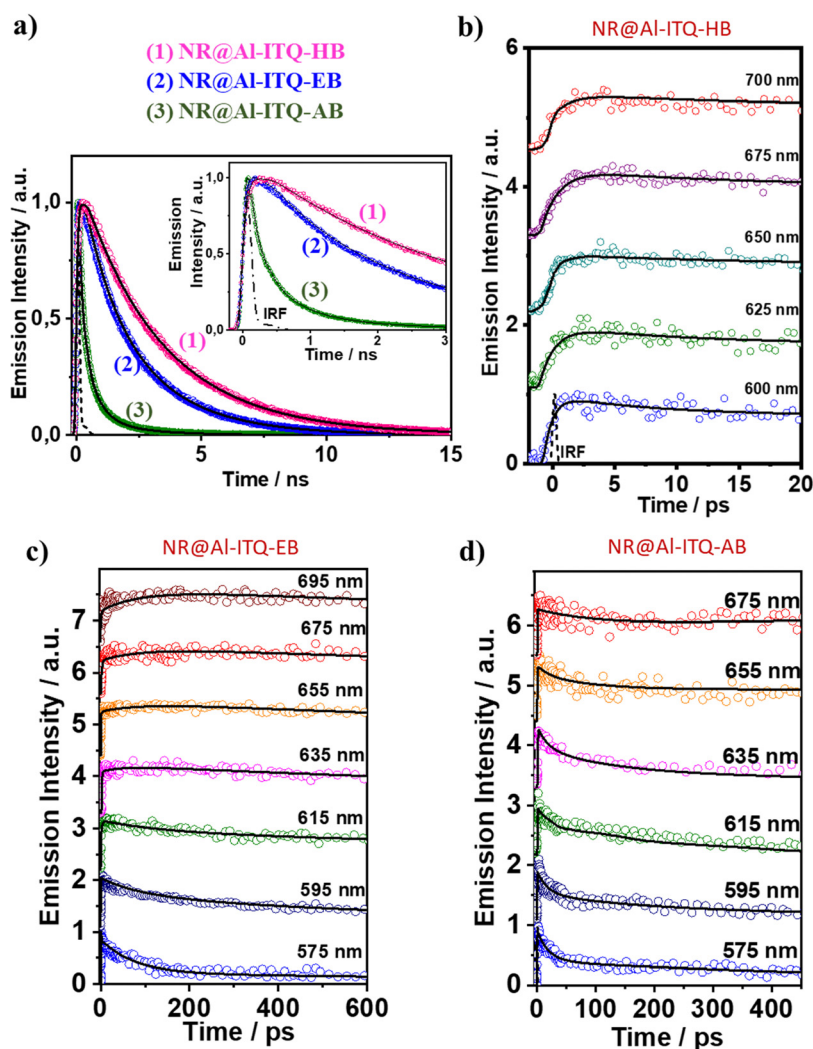 a)
(1) NR@Al-ITQ-HB
(2) NR@Al-ITQ-EB
(3) NR@Al-ITQ-AB
Emission Intensity / a.u.
1,0
0,5
0,0
0
5
10
15
Time / ns
(1)
(2)
(3)
Emission
Intensity / a.u.
1,0
0,5
0,0
0
1
2
3
Time / ns
(1)
(2)
(3)
IRF
b)
NR@Al-ITQ-HB
Emission Intensity / a.u.
6
4
2
0
700 nm
675 nm
650 nm
625 nm
600 nm
IRF
0
5
10
15
20
Time / ps
c)
NR@Al-ITQ-EB
Emission Intensity / a.u.
7
6
5
4
3
2
1
0
695 nm
675 nm
655 nm
635 nm
615 nm
595 nm
575 nm
0
200
400
600
Time / ps
d)
NR@Al-ITQ-AB
Emission Intensity / a.u.
6
5
4
3
2
1
0
675 nm
655 nm
635 nm
615 nm
595 nm
575 nm
0
100
200
300
400
Time / ps